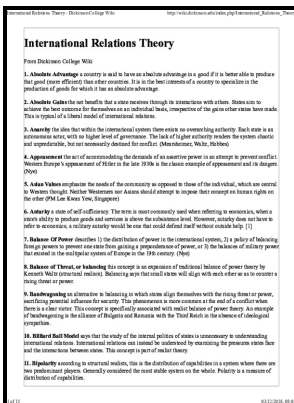 International Relations Theory - Dickinson College Wiki
http://wiki.dickinson.edu/index.php/International_Relations_Theory
International Relations Theory
From Dickinson College Wiki
1. Absolute Advantage a country is said to have an absolute advantage in a good if it is better able to produce
that good (more efficient) than other countries. It is in the best interests of a country to specialize in the
production of goods for which it has an absolute advantage.
2. Absolute Gains the net benefits that a state receives through its interactions with others. States aim to
achieve the best outcome for themselves on an individual basis, irrespective of the gains other states have made.
This is typical of a liberal model of international relations.
3. Anarchy the idea that within the international system there exists no overarching authority. Each state is an
autonomous actor, with no higher level of governance. The lack of higher authority renders the system chaotic
and unpredictable, but not necessarily destined for conflict. (Mearsheimer, Waltz, Hobbes)
4. Appeasement the act of accommodating the demands of an assertive power in an attempt to prevent conflict.
Western Europe's appeasement of Hitler in the late 1930s is the classic example of appeasement and its dangers.
(Nye)
5. Asian Values emphasize the needs of the community as opposed to those of the individual, which are central
to Western thought. Neither Westerners nor Asians should attempt to impose their concept on human rights on
the other (PM Lee Kwan Yew, Singapore)
6. Autarky a state of self-sufficiency. The term is most commonly used when referring to economics, when a
state's ability to produce goods and services is above the subsistence level. However, autarky does not have to
refer to economics; a military autarky would be one that could defend itself without outside help. [1]
7. Balance Of Power describes 1) the distribution of power in the international system, 2) a policy of balancing
foreign powers to prevent one state from gaining a preponderance of power, or 3) the balances of military power
that existed in the multipolar system of Europe in the 19th century. (Nye)
8. Balance of Threat, or balancing this concept is an expansion of traditional balance of power theory by
Kenneth Walt (structural realism). Balancing says that small states will align with each other so as to counter a
rising threat or power.
9. Bandwagoning an alternative to balancing in which states align themselves with the rising threat or power,
sacrificing potential influence for security. This phenomenon is more common at the end of a conflict when
there is a clear victor. This concept is specifically associated with realist balance of power theory. An example
of bandwagoning is the alliance of Bulgaria and Romania with the Third Reich in the absence of ideological
sympathies.
10. Billiard Ball Model says that the study of the internal politics of states is unnecessary to understanding
international relations. International relations can instead be understood by examining the pressures states face
and the interactions between states. This concept is part of realist theory.
11. Bipolarity according to structural realists, this is the distribution of capabilities in a system where there are
two predominant players. Generally considered the most stable system on the whole. Polarity is a measure of
distribution of capabilities.
1 of 15